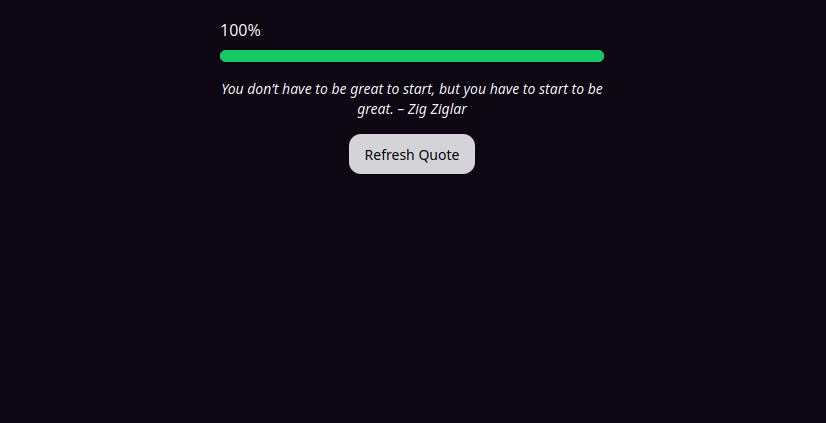 100%
You don’t have to be great to start, but you have to start to be
great. – Zig Ziglar
Refresh Quote